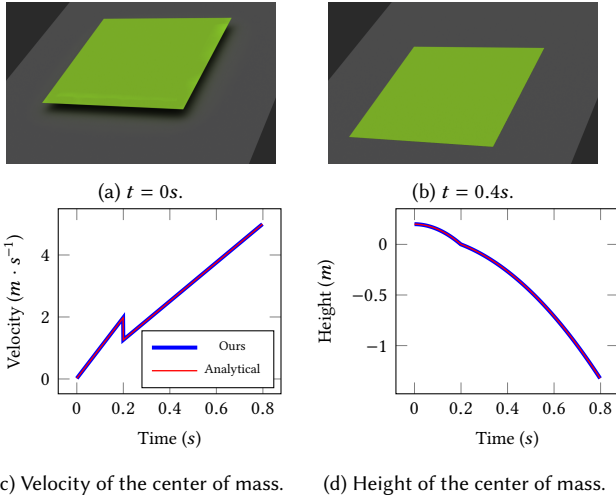 (a) t = 0s.
(b) t = 0.4s.
Velocity (m · s⁻¹)
4
2
0
Ours
Analytical
0 0.2 0.4 0.6 0.8
Time (s)
Height (m)
0
−0.5
−1
0 0.2 0.4 0.6 0.8
Time (s)
c) Velocity of the center of mass.
(d) Height of the center of mass.